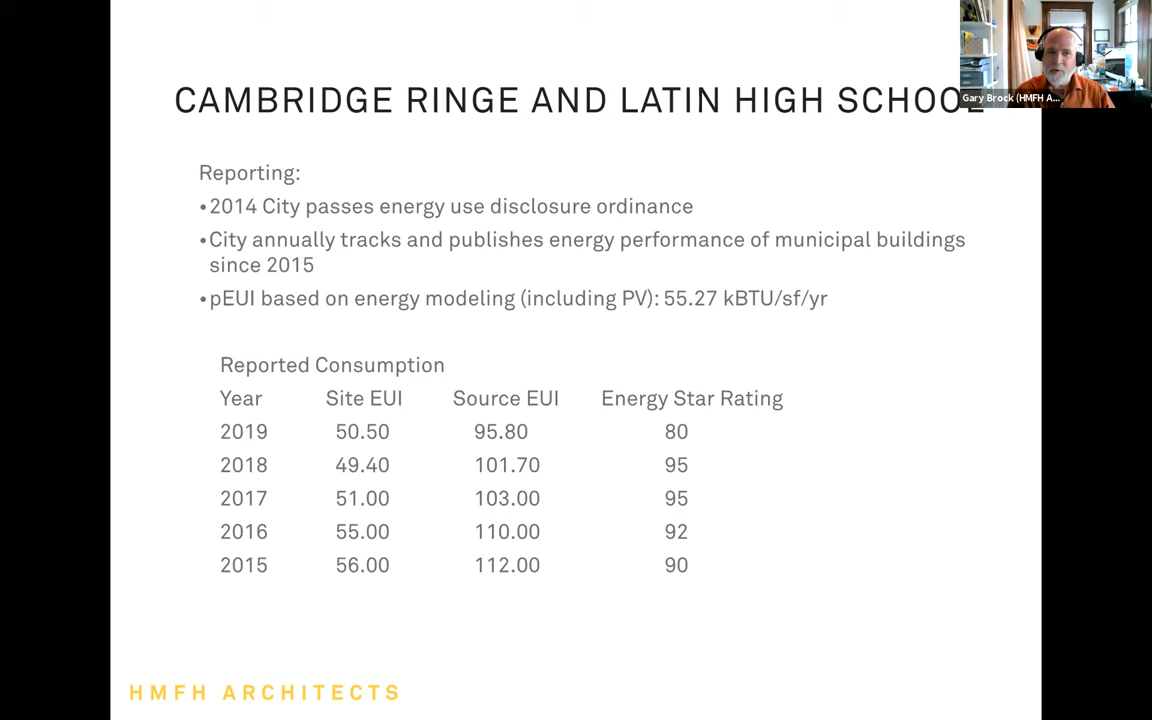 CAMBRIDGE RINGE AND LATIN HIGH SCHOOL
Gary Brock (HMFH A...
Reporting:
•2014 City passes energy use disclosure ordinance
•City annually tracks and publishes energy performance of municipal buildings
since 2015
•pEUI based on energy modeling (including PV): 55.27 kBTU/sf/yr
Reported Consumption
Year Site EUI Source EUI Energy Star Rating
2019 50.50 95.80 80
2018 49.40 101.70 95
2017 51.00 103.00 95
2016 55.00 110.00 92
2015 56.00 112.00 90
HMFH ARCHITECTS